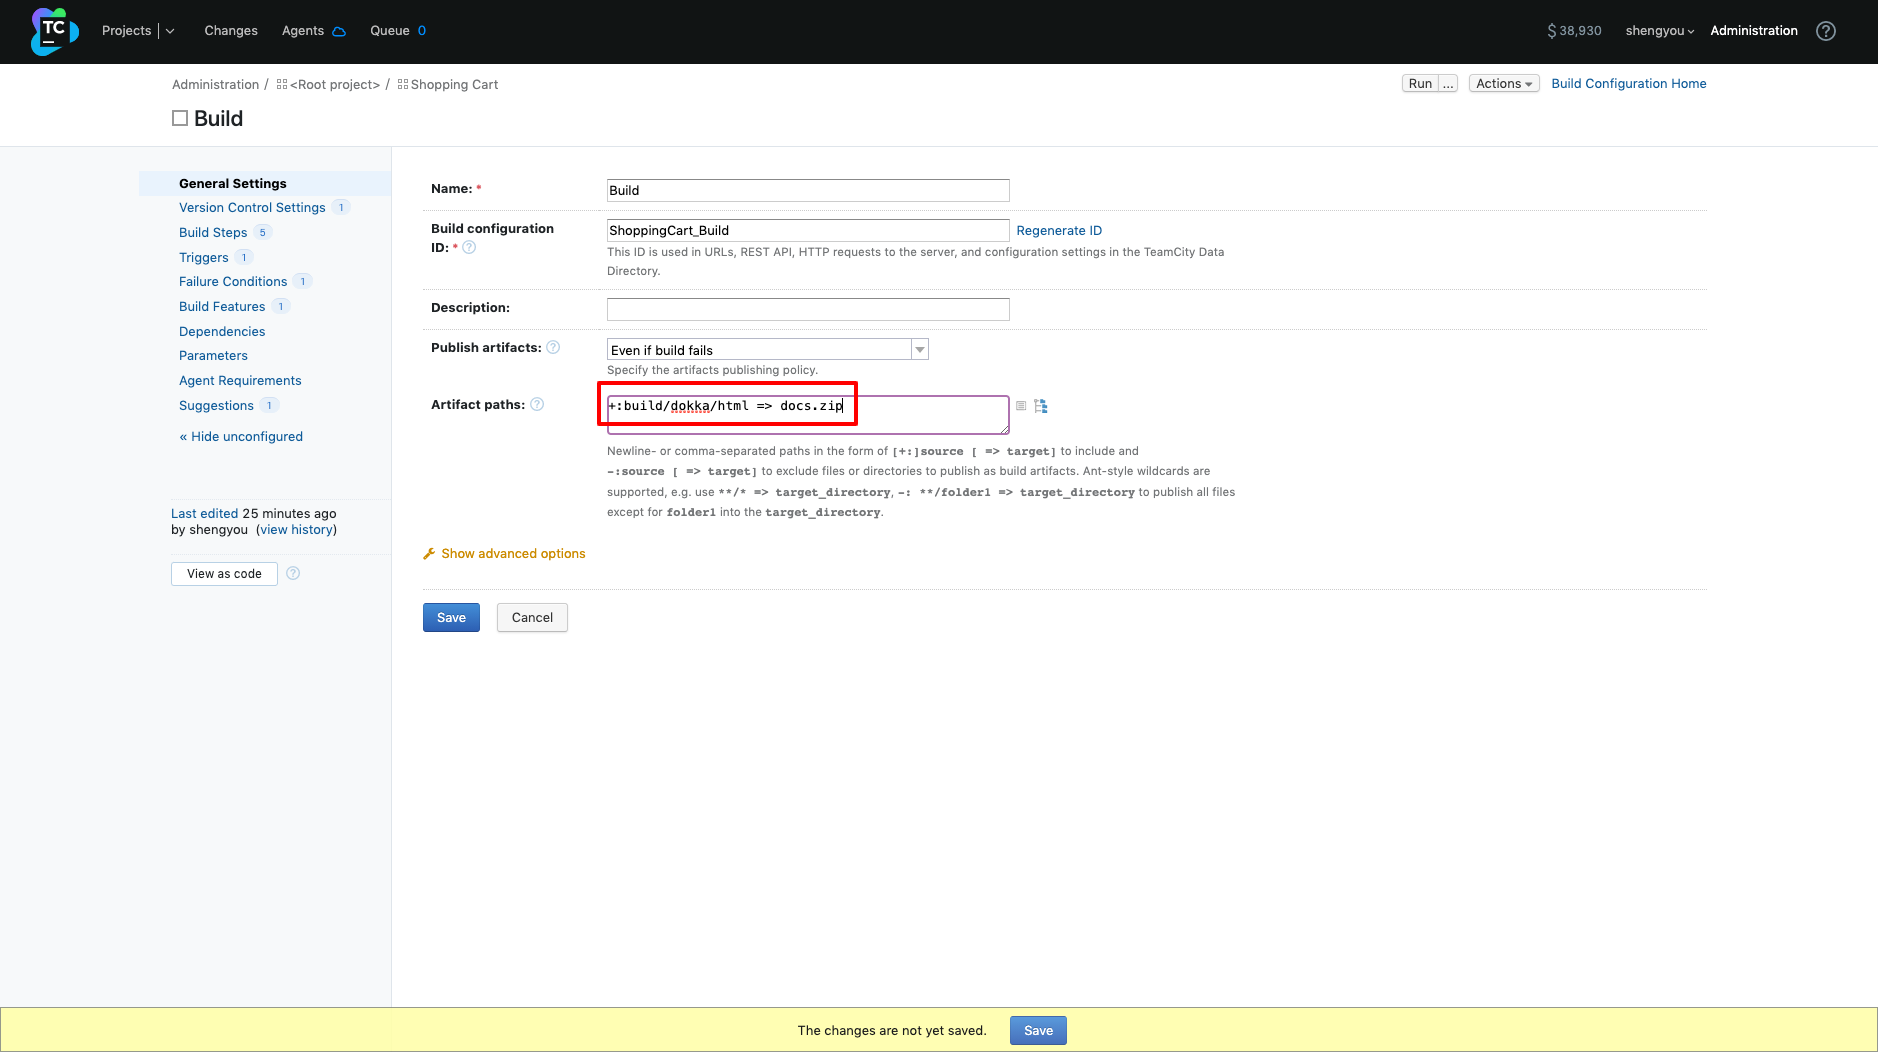 TC
Projects
Changes
Agents
Queue 0
$ 38,930
shengyou
Administration
?
Administration / <Root project> / Shopping Cart
Run ...
Actions
Build Configuration Home
Build
General Settings
Version Control Settings 1
Build Steps 5
Triggers 1
Failure Conditions 1
Build Features 1
Dependencies
Parameters
Agent Requirements
Suggestions 1
« Hide unconfigured
Last edited 25 minutes ago
by shengyou (view history)
View as code ?
Name: *
Build
Build configuration
ID: * ?
ShoppingCart_Build
Regenerate ID
This ID is used in URLs, REST API, HTTP requests to the server, and configuration settings in the TeamCity Data
Directory.
Description:
Publish artifacts: ?
Even if build fails
Specify the artifacts publishing policy.
Artifact paths: ?
+:build/dokka/html => docs.zip
Newline- or comma-separated paths in the form of [+:]source [ => target] to include and
-:source [ => target] to exclude files or directories to publish as build artifacts. Ant-style wildcards are
supported, e.g. use **/* => target_directory, -: **/folder1 => target_directory to publish all files
except for folder1 into the target_directory.
Show advanced options
Save
Cancel
The changes are not yet saved.
Save